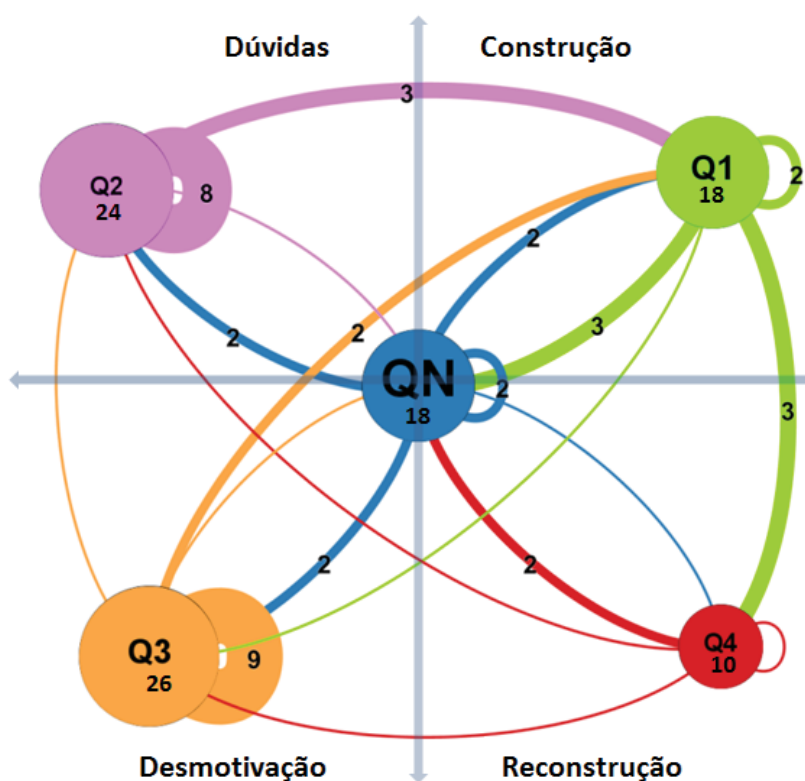 Dúvidas
Construção
3
Q2
24
8
Q1
18
2
2
3
2
2
QN
18
2
3
2
2
Q3
26
9
Q4
10
Desmotivação
Reconstrução